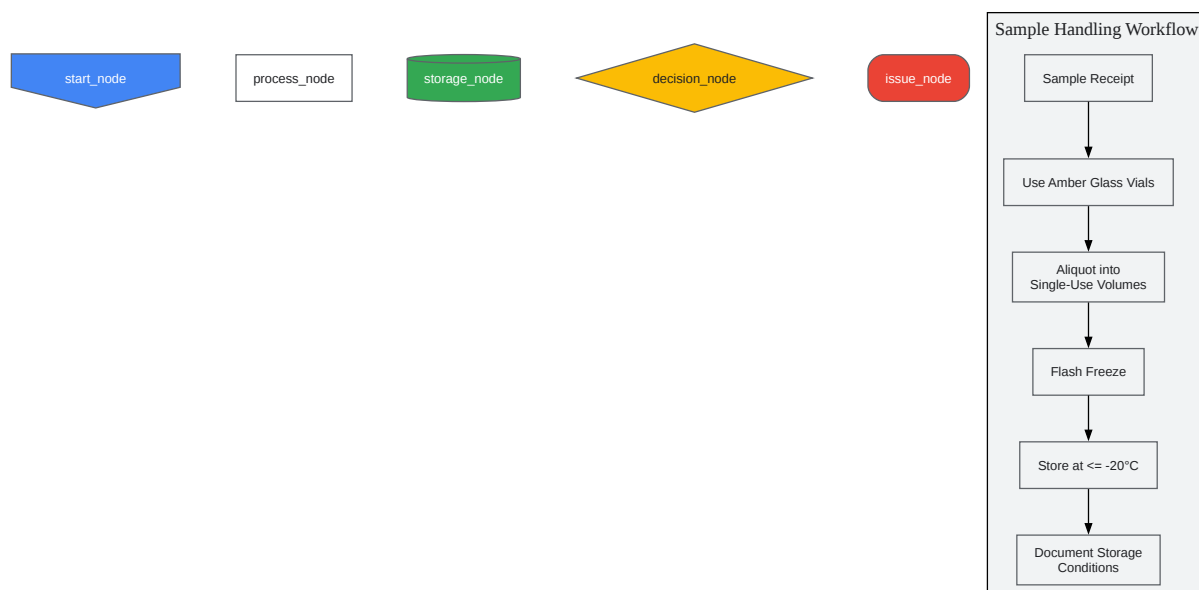 Sample Handling Workflow
start_node
process_node
storage_node
decision_node
issue_node
Sample Receipt
Use Amber Glass Vials
Aliquot into
Single-Use Volumes
Flash Freeze
Store at <= -20°C
Document Storage
Conditions